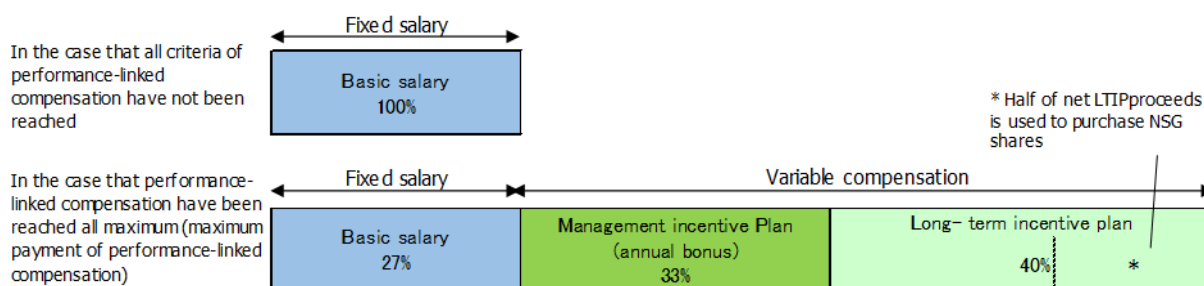 Fixed salary
In the case that all criteria of
performance-linked
compensation have not been
reached
Basic salary
100%
* Half of net LTIPproceeds
is used to purchase NSG
shares
In the case that performance-
linked compensation have been
reached all maximum (maximum
payment of performance-linked
compensation)
Fixed salary
Variable compensation
Basic salary
27%
Management incentive Plan
(annual bonus)
33%
Long- term incentive plan
40%
*